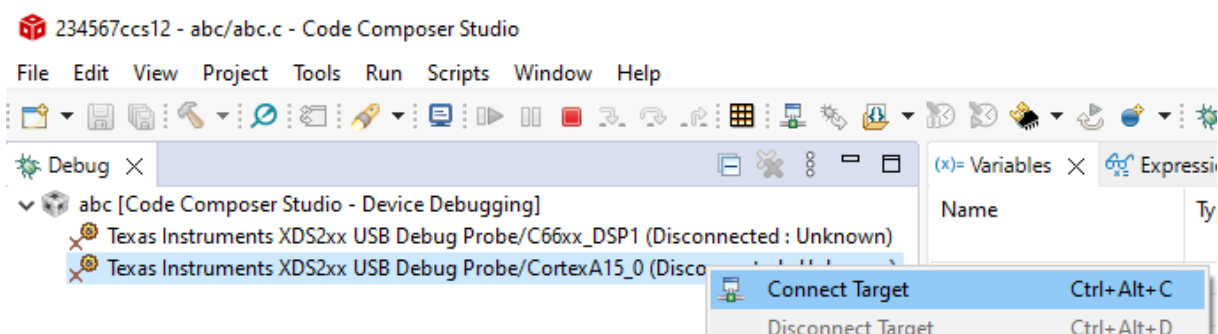 234567ccs12 - abc/abc.c - Code Composer Studio
File Edit View Project Tools Run Scripts Window Help
Debug
(x)= Variables
abc [Code Composer Studio - Device Debugging]
Name
Texas Instruments XDS2xx USB Debug Probe/C66xx_DSP1 (Disconnected : Unknown)
Texas Instruments XDS2xx USB Debug Probe/CortexA15_0
Connect Target Ctrl+Alt+C
Disconnect Target Ctrl+Alt+D